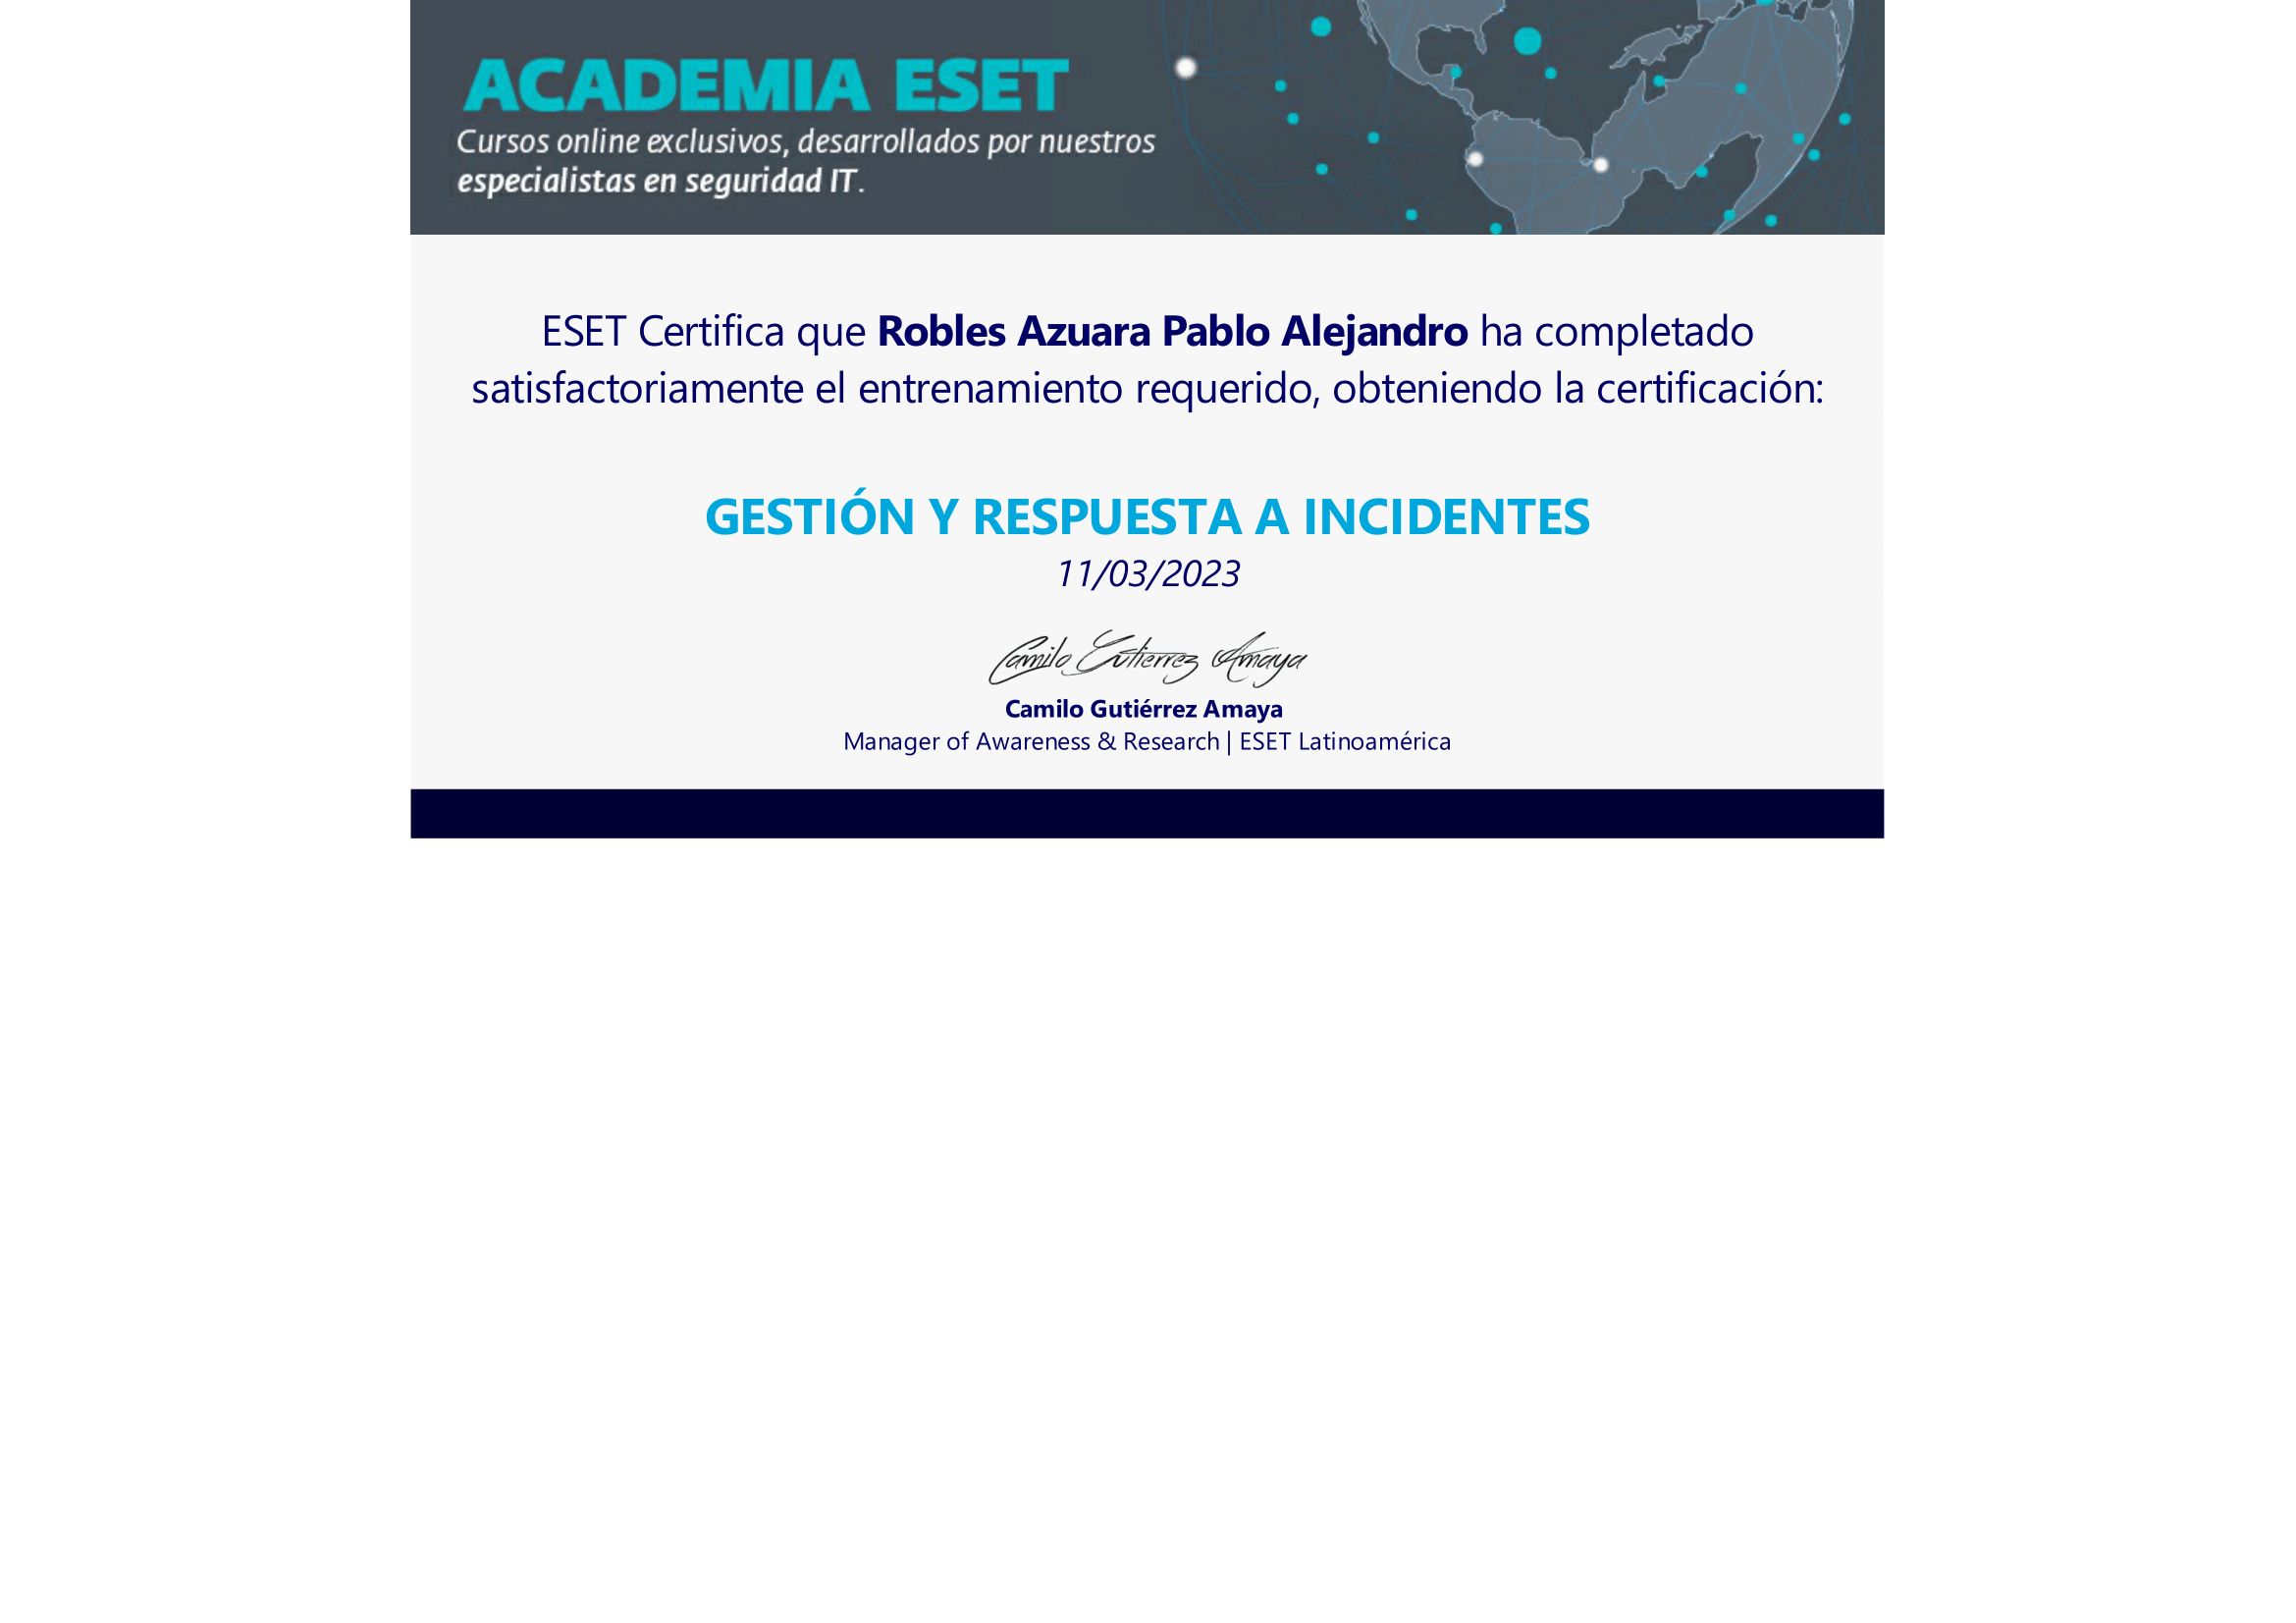 ACADEMIA ESET
Cursos online exclusivos, desarrollados por nuestros
especialistas en seguridad IT.
ESET Certifica que Robles Azuara Pablo Alejandro ha completado
satisfactoriamente el entrenamiento requerido, obteniendo la certificación:
GESTIÓN Y RESPUESTA A INCIDENTES
11/03/2023
Camilo Gutierrez Amaya
Camilo Gutiérrez Amaya
Manager of Awareness & Research | ESET Latinoamérica